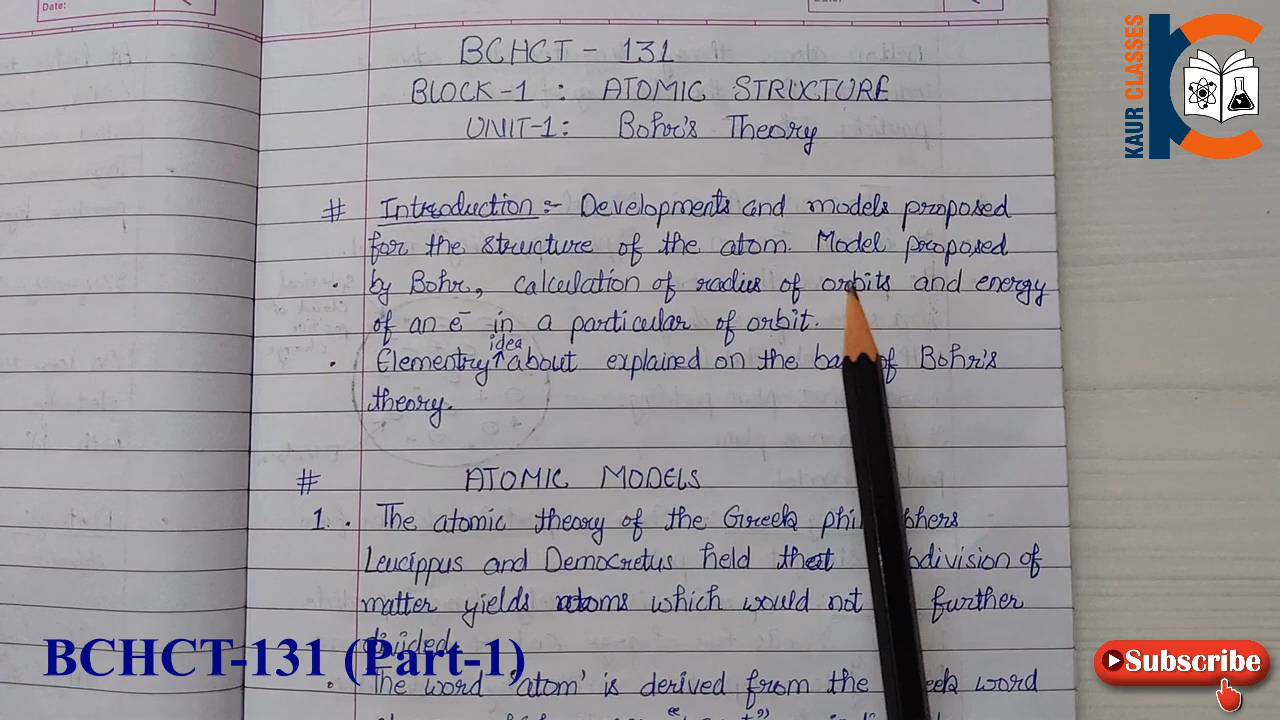 Date:
Date:
BCHCT - 131
BLOCK-1 : ATOMIC STRUCTURE
UNIT-1: Bohr's Theory
# Introduction :- Developments and models proposed
for the structure of the atom. Model proposed
· by Bohr, calculation of radius of orbits and energy
of an e⁻ in a particular of orbit.
idea
· Elementry ↑ about explained on the of Bohr's
theory.
# ATOMIC MODELS
1. · The atomic theory of the Greek
Leucippus and Democretus held that
matter yields atoms which would not further
divided.
· The word 'atom' is derived from the word
KAUR CLASSES
BCHCT-131 (Part-1)
Subscribe